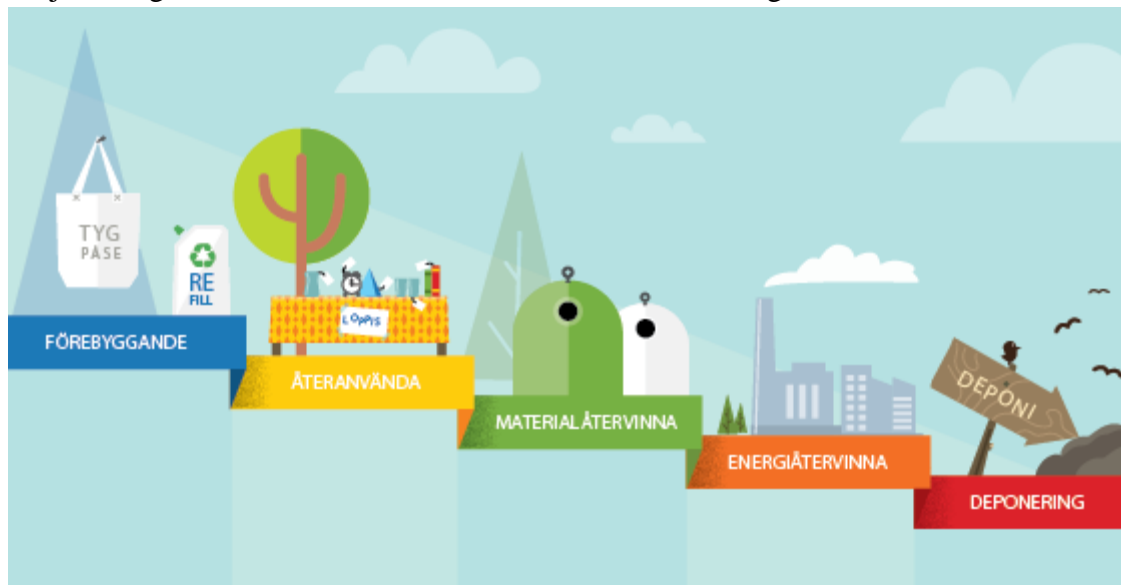 TYG
PÅSE
RE
FILL
FÖREBYGGANDE
LOPPIS
ÅTERANVÄNDA
MATERIALÅTERVINNA
ENERGIÅTERVINNA
DEPONI
DEPONERING